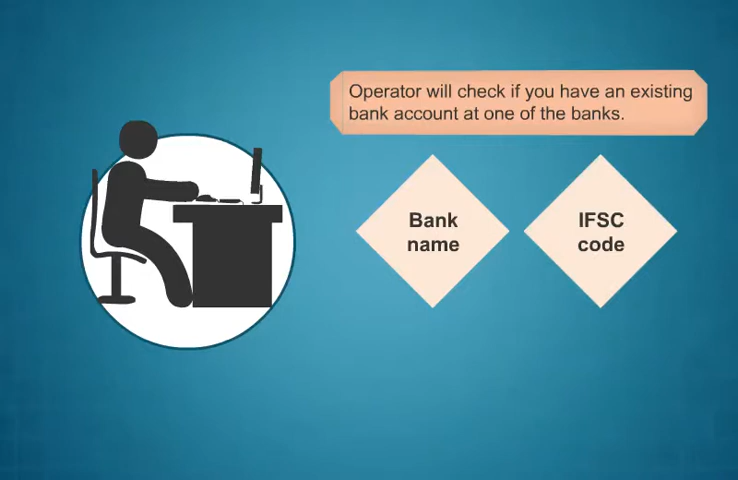 Operator will check if you have an existing
bank account at one of the banks.
Bank
name
IFSC
code